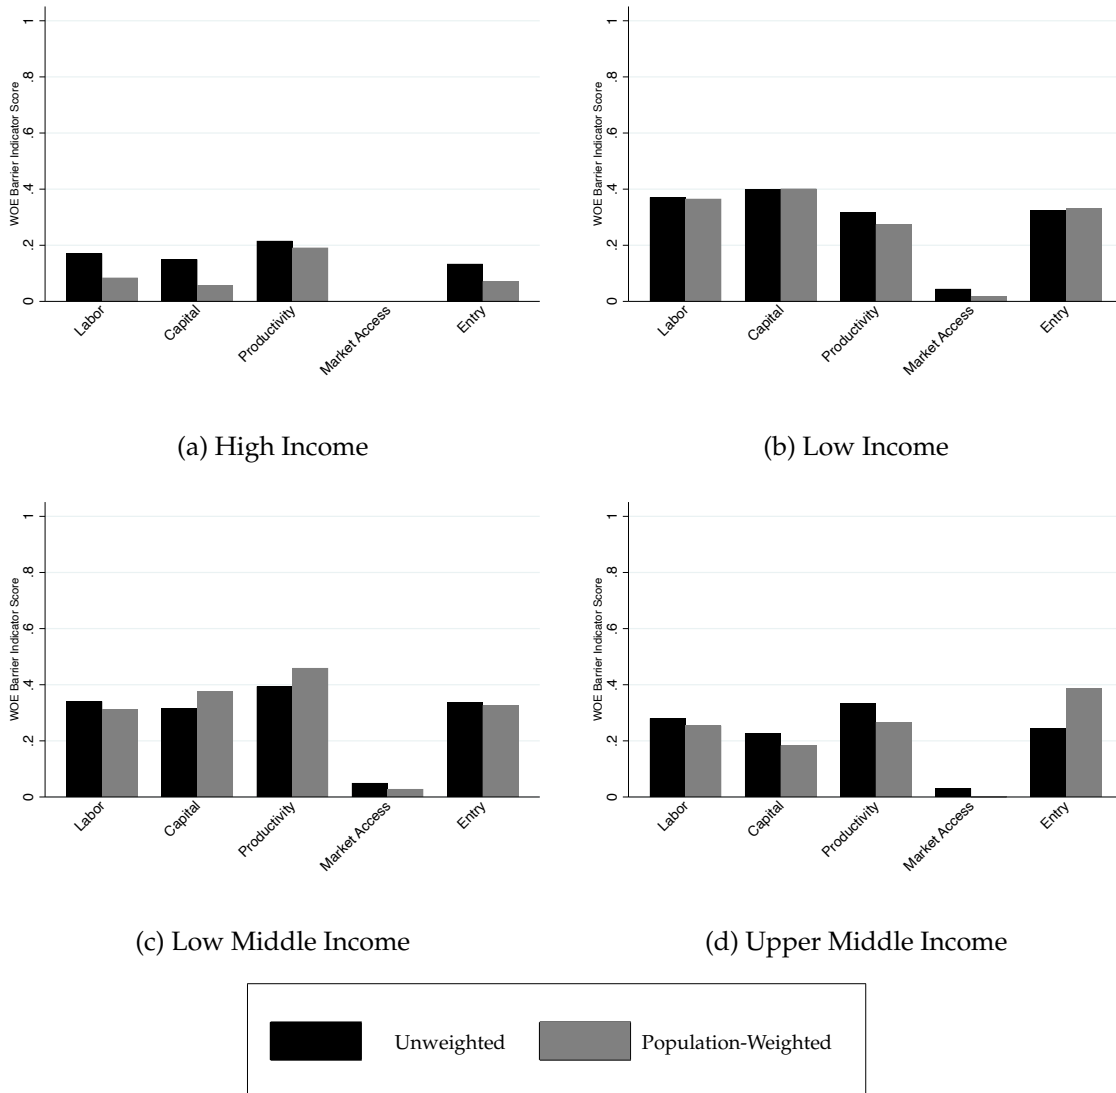 WOE Barrier Indicator Score
1
.8
.6
.4
.2
0
Labor
Capital
Productivity
Market Access
Entry
(a) High Income
WOE Barrier Indicator Score
1
.8
.6
.4
.2
0
Labor
Capital
Productivity
Market Access
Entry
(b) Low Income
WOE Barrier Indicator Score
1
.8
.6
.4
.2
0
Labor
Capital
Productivity
Market Access
Entry
(c) Low Middle Income
WOE Barrier Indicator Score
1
.8
.6
.4
.2
0
Labor
Capital
Productivity
Market Access
Entry
(d) Upper Middle Income
Unweighted
Population-Weighted